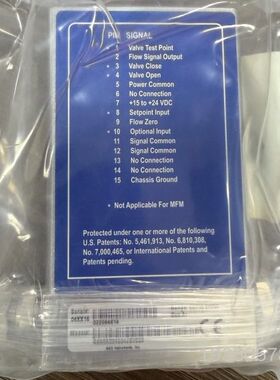 PIN SIGNAL
1 Valve Test Point
2 Flow Signal Output
* 3 Valve Close
* 4 Valve Open
5 Power Common
6 No Connection
7 +15 to +24 VDC
* 8 Setpoint Input
9 Flow Zero
* 10 Optional Input
11 Signal Common
12 Signal Common
13 No Connection
14 No Connection
15 Chassis Ground
* Not Applicable For MFM
Protected under one or more of the following
U.S. Patents: No. 5,461,913, No. 6,810,308,
No. 7,000,465, or International Patents and
Patents Pending.
MKS Instruments, Inc.